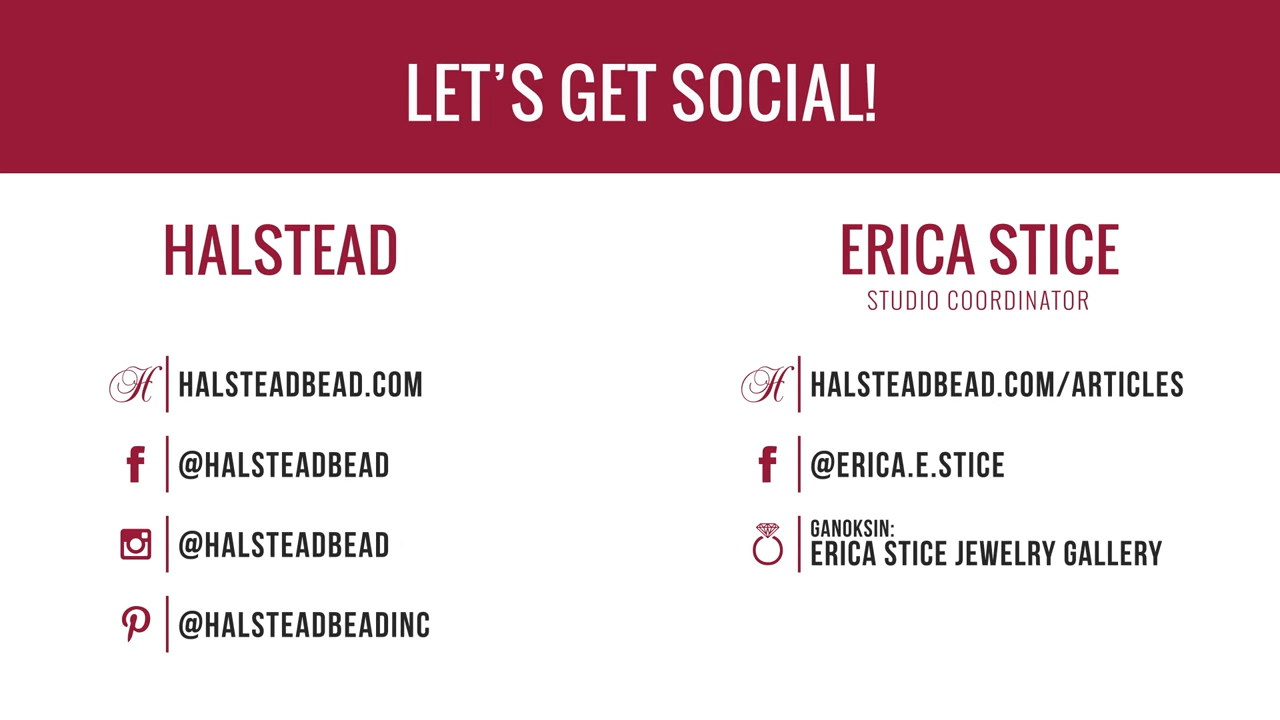 LET'S GET SOCIAL!
HALSTEAD
H HALSTEADBEAD.COM
@HALSTEADBEAD
@HALSTEADBEAD
@HALSTEADBEADINC
ERICA STICE
STUDIO COORDINATOR
H HALSTEADBEAD.COM/ARTICLES
@ERICA.E.STICE
GANOKSIN:
ERICA STICE JEWELRY GALLERY